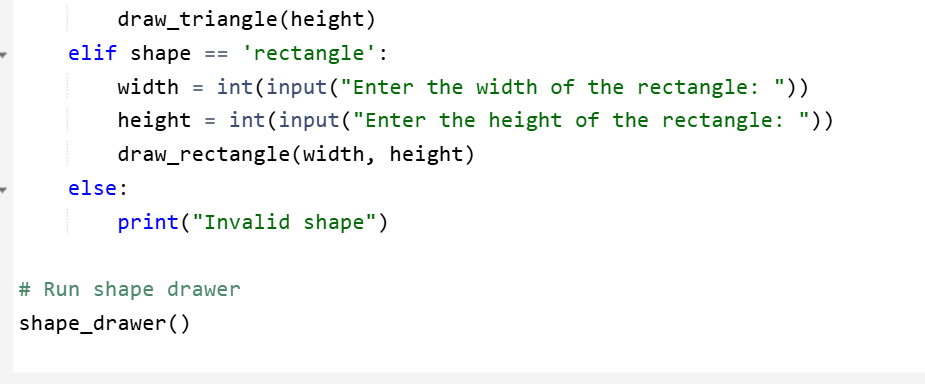 draw_triangle(height)
    elif shape == 'rectangle':
        width = int(input("Enter the width of the rectangle: "))
        height = int(input("Enter the height of the rectangle: "))
        draw_rectangle(width, height)
    else:
        print("Invalid shape")
# Run shape drawer
shape_drawer()